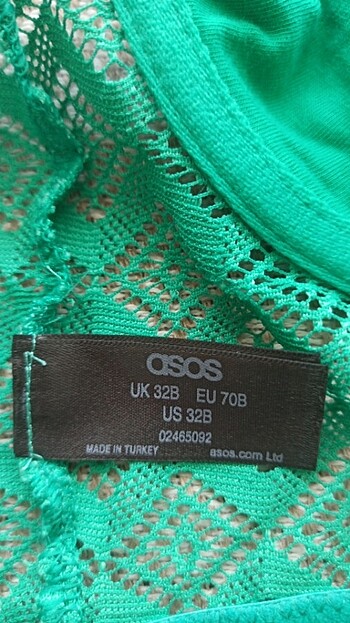 asos
UK 32B EU 70B
US 32B
02465092
MADE IN TURKEY asos.com Ltd